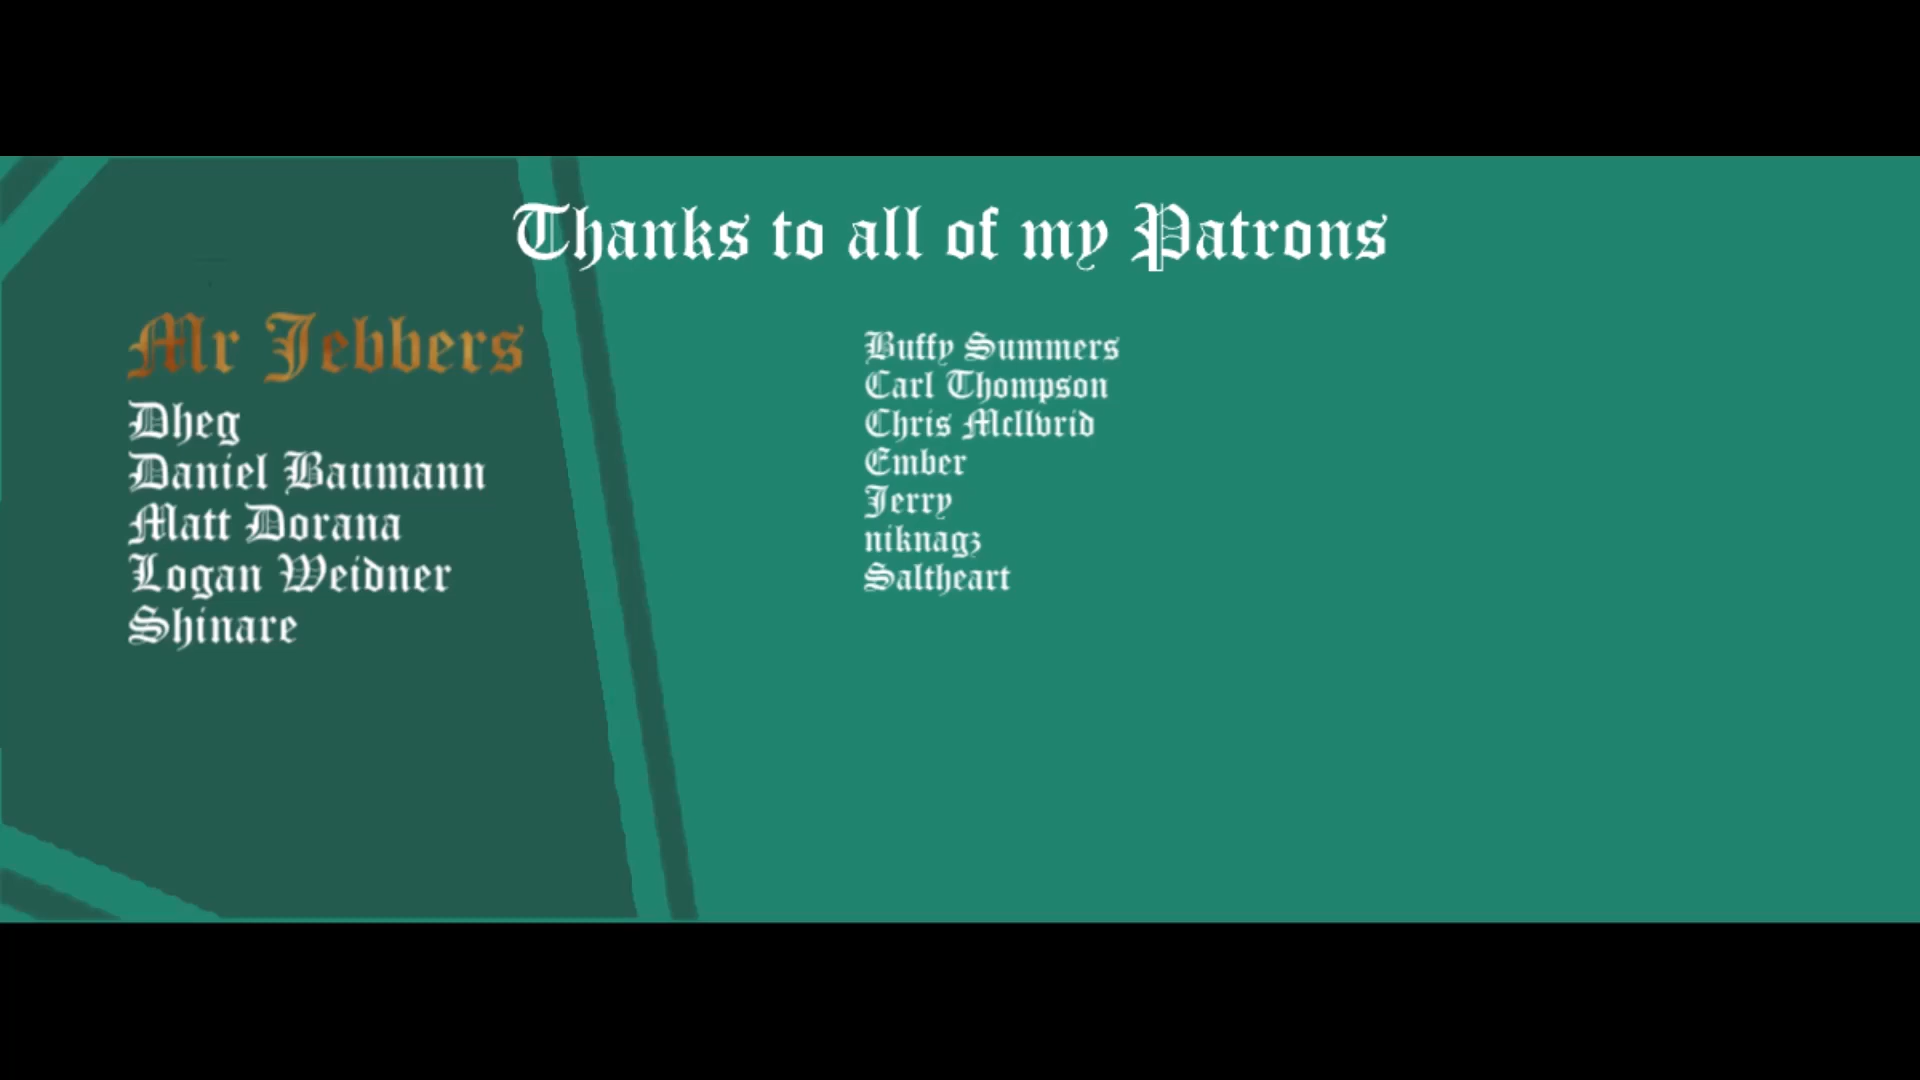 Thanks to all of my Patrons
Mr Jebbers
Dheg
Daniel Baumann
Matt Dorana
Logan Weidner
Shinare
Buffy Summers
Carl Thompson
Chris McIlvrid
Ember
Jerry
niknagz
Saltheart